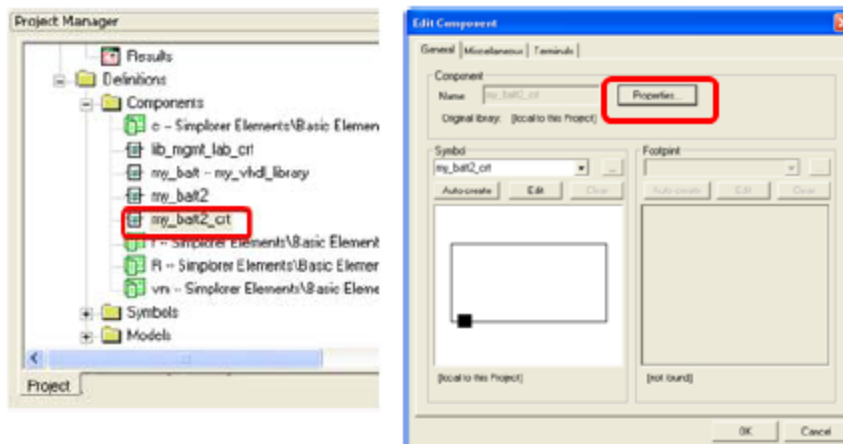 Project Manager
Results
Definitions
Components
c -- Simplorer Elements\Basic Elemen
lib_mgmt_lab_crt
my_batt -- my_vhdl_library
my_batt2
my_batt2_crt
r -- Simplorer Elements\Basic Element
R -- Simplorer Elements\Basic Elemer
vm -- Simplorer Elements\Basic Eleme
Symbols
Models
Project
Edit Component
General
Miscellaneous
Terminals
Component
Name
my_batt2_crt
Properties...
Original library: [local to this Project]
Symbol
my_batt2_crt
...
Auto-create
Edit
Clear
[local to this Project]
Footprint
...
Auto-create
Edit
Clear
[not found]
OK
Cancel